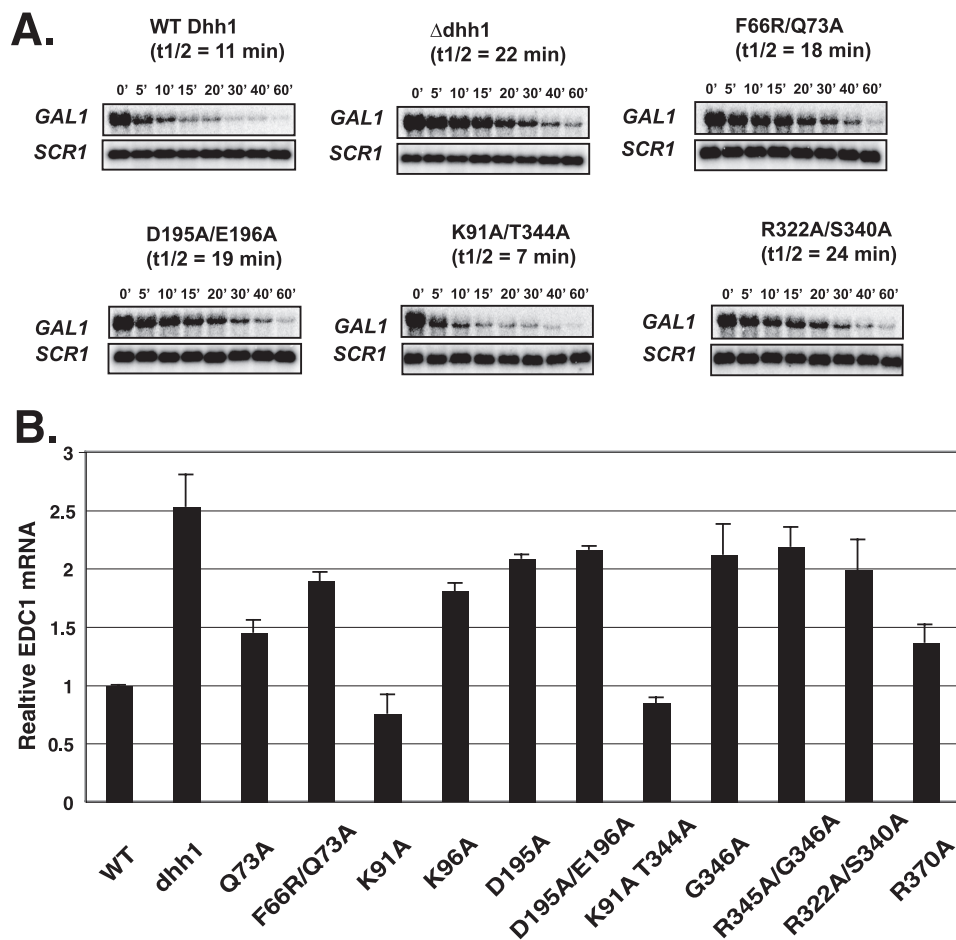 A.
WT Dhh1
(t1/2 = 11 min)
Δdhh1
(t1/2 = 22 min)
F66R/Q73A
(t1/2 = 18 min)
0' 5' 10' 15' 20' 30' 40' 60'
0' 5' 10' 15' 20' 30' 40' 60'
0' 5' 10' 15' 20' 30' 40' 60'
GAL1
SCR1
GAL1
SCR1
GAL1
SCR1
D195A/E196A
(t1/2 = 19 min)
K91A/T344A
(t1/2 = 7 min)
R322A/S340A
(t1/2 = 24 min)
0' 5' 10' 15' 20' 30' 40' 60'
0' 5' 10' 15' 20' 30' 40' 60'
0' 5' 10' 15' 20' 30' 40' 60'
GAL1
SCR1
GAL1
SCR1
GAL1
SCR1
B.
Realtive EDC1 mRNA
3
2.5
2
1.5
1
0.5
0
WT
dhh1
Q73A
F66R/Q73A
K91A
K96A
D195A
D195A/E196A
K91A T344A
G346A
R345A/G346A
R322A/S340A
R370A